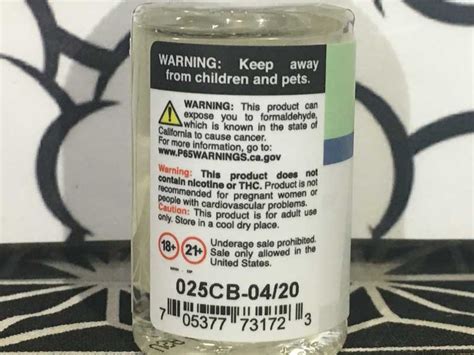 WARNING: Keep away
from children and pets.
WARNING: This product can
expose you to formaldehyde,
which is known in the state of
California to cause cancer.
For more information, go to:
www.P65WARNINGS.ca.gov
Warning: This product does not
contain nicotine or THC. Product is not
recommended for pregnant women or
people with cardiovascular problems.
Caution: This product is for adult use
only. Store in a cool dry place.
18+ 21+ Underage sale prohibited.
Sale only allowed in the
United States.
025CB-04/20
7 05377 73172 3